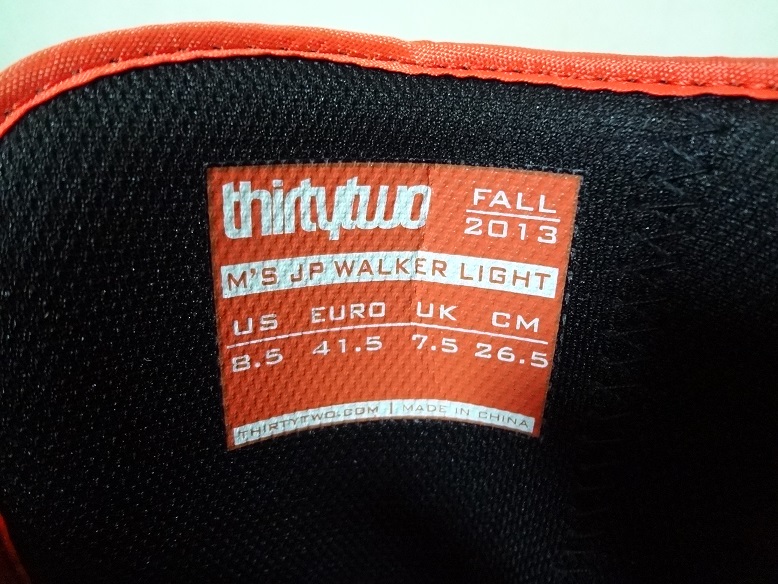 thirtytwo
FALL
2013
M'S JP WALKER LIGHT
US EURO UK CM
8.5 41.5 7.5 26.5
THIRTYTWO.COM | MADE IN CHINA